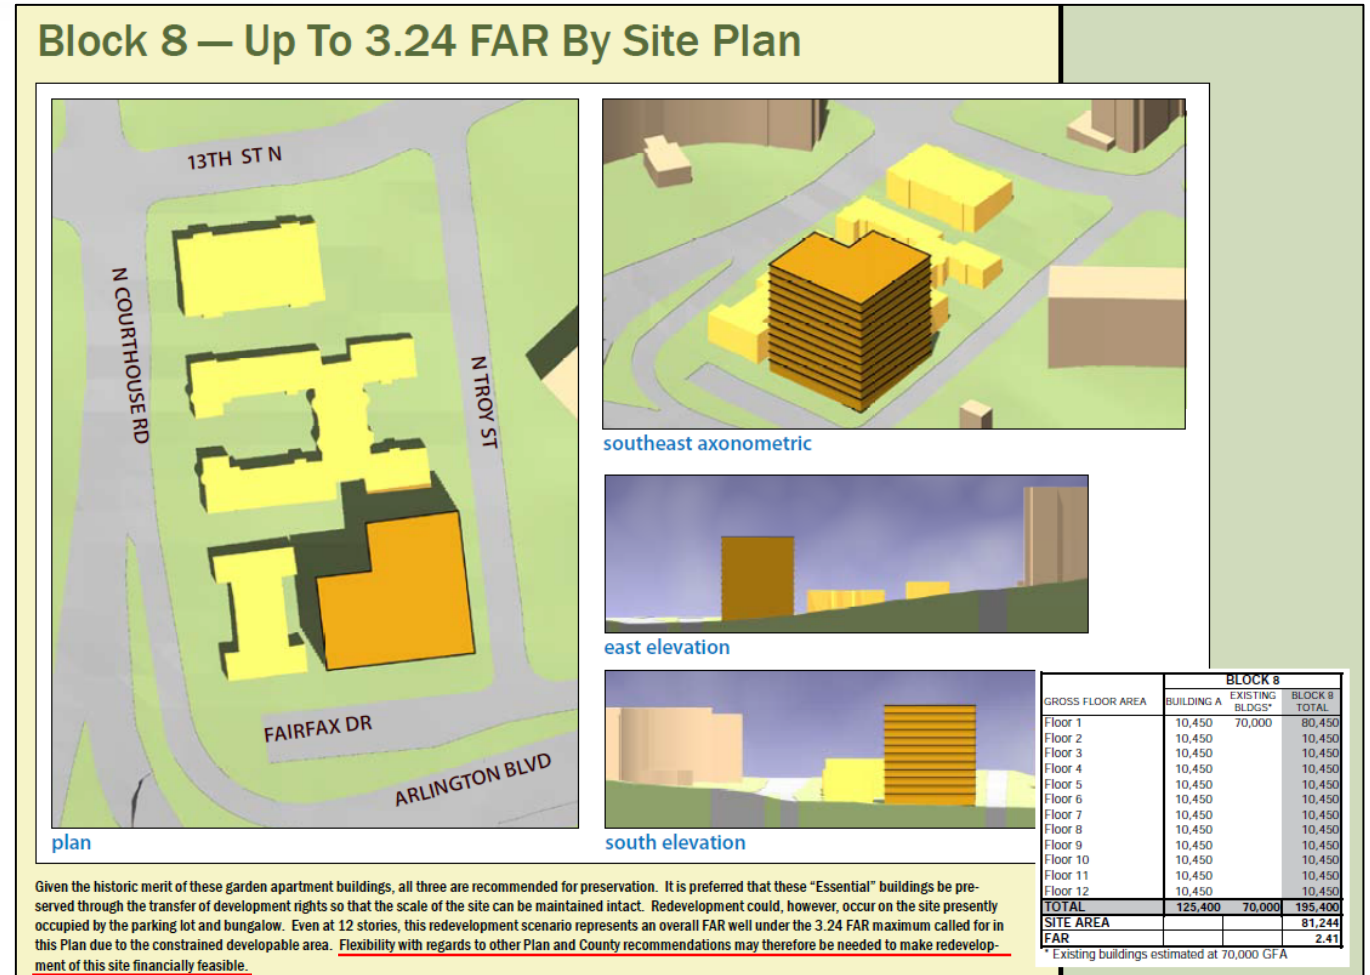 Block 8 — Up To 3.24 FAR By Site Plan
13TH ST N
N COURTHOUSE RD
N TROY ST
FAIRFAX DR
ARLINGTON BLVD
plan
southeast axonometric
east elevation
south elevation
BLOCK 8
GROSS FLOOR AREA BUILDING A EXISTING BLDGS* BLOCK 8 TOTAL
Floor 1 10,450 70,000 80,450
Floor 2 10,450 10,450
Floor 3 10,450 10,450
Floor 4 10,450 10,450
Floor 5 10,450 10,450
Floor 6 10,450 10,450
Floor 7 10,450 10,450
Floor 8 10,450 10,450
Floor 9 10,450 10,450
Floor 10 10,450 10,450
Floor 11 10,450 10,450
Floor 12 10,450 10,450
TOTAL 125,400 70,000 195,400
SITE AREA 81,244
FAR 2.41
* Existing buildings estimated at 70,000 GFA
Given the historic merit of these garden apartment buildings, all three are recommended for preservation. It is preferred that these “Essential” buildings be pre-
served through the transfer of development rights so that the scale of the site can be maintained intact. Redevelopment could, however, occur on the site presently
occupied by the parking lot and bungalow. Even at 12 stories, this redevelopment scenario represents an overall FAR well under the 3.24 FAR maximum called for in
this Plan due to the constrained developable area. Flexibility with regards to other Plan and County recommendations may therefore be needed to make redevelop-
ment of this site financially feasible.